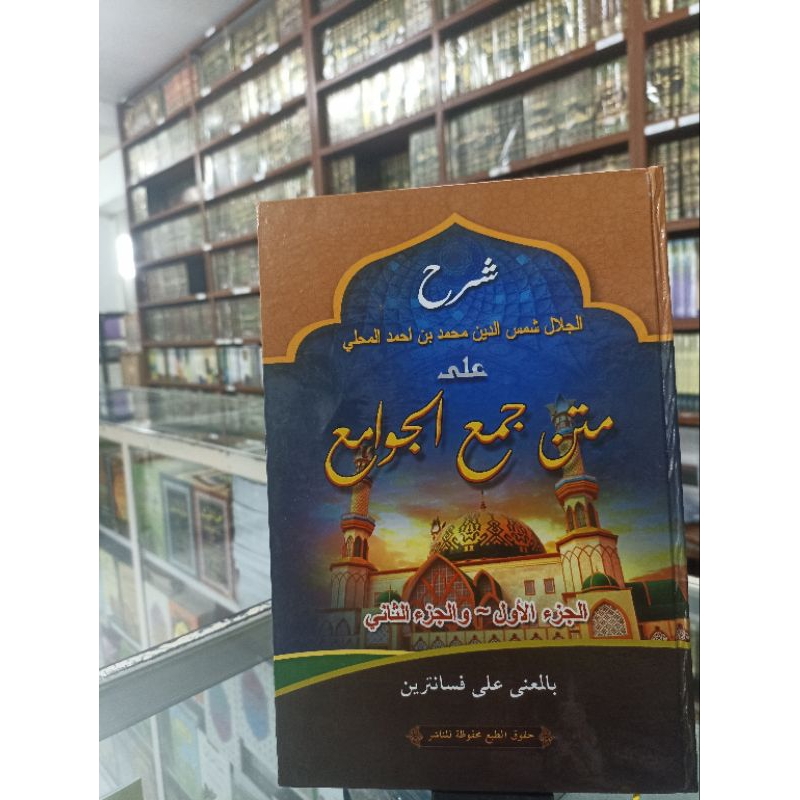 شرح
الجلال شمس الدين محمد بن أحمد المحلي
على
متن جمع الجوامع
الجزء الأول ~ والجزء الثاني
بالمعنى على فسانترين
حقوق الطبع محفوظة للناشر